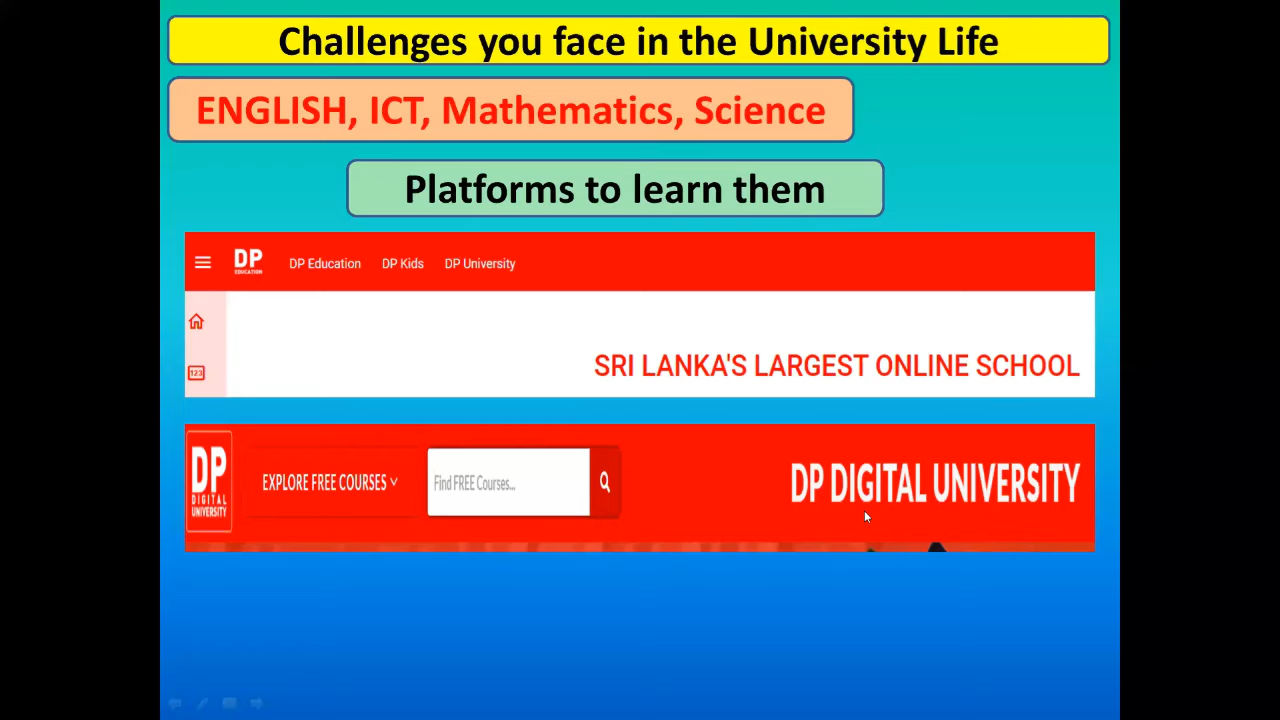 Challenges you face in the University Life
ENGLISH, ICT, Mathematics, Science
Platforms to learn them
DP EDUCATION
DP Education DP Kids DP University
123
SRI LANKA'S LARGEST ONLINE SCHOOL
DP
DIGITAL
UNIVERSITY
EXPLORE FREE COURSES
Find FREE Courses...
DP DIGITAL UNIVERSITY